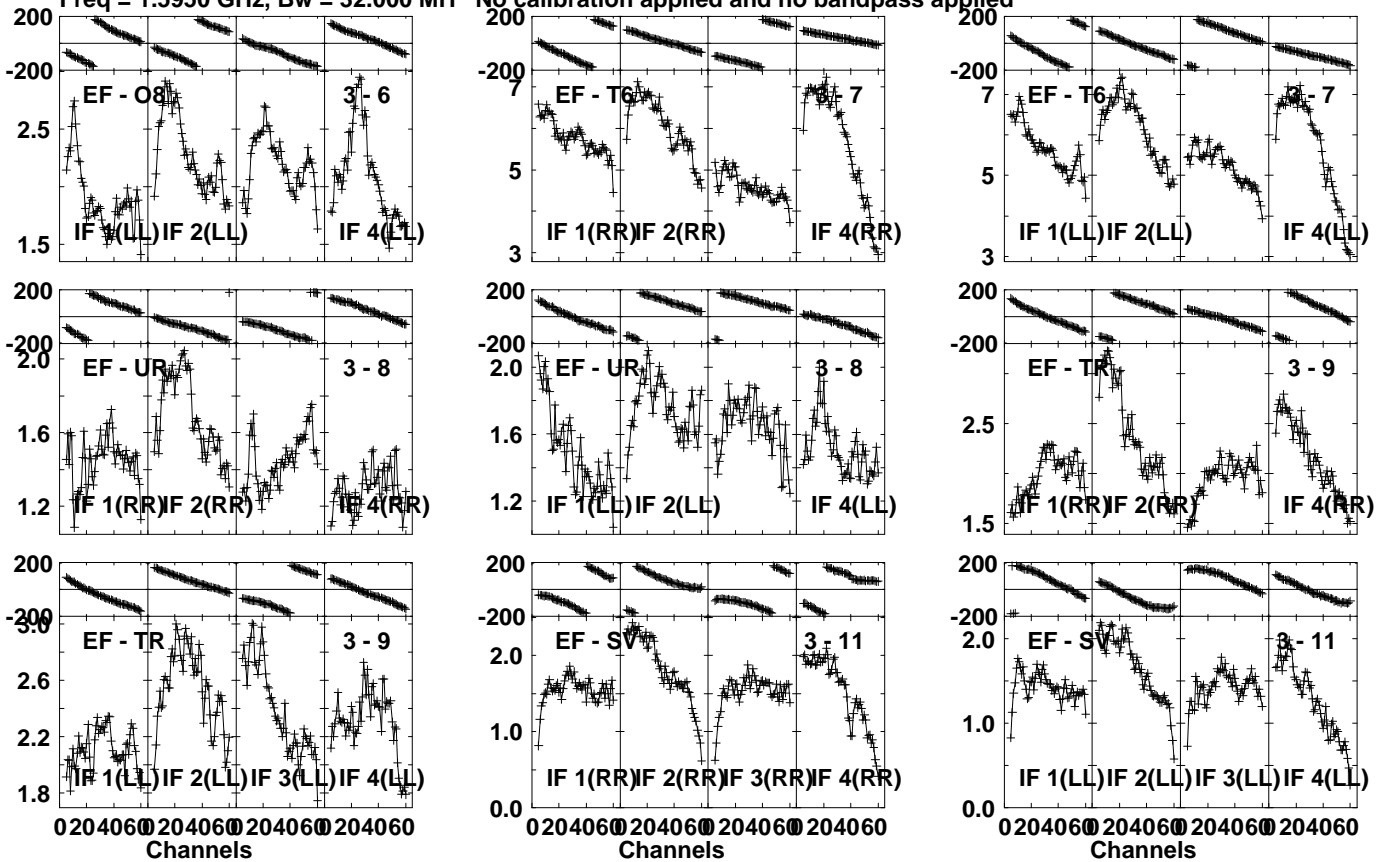 Freq = 1.5950 GHz, Bw = 32.000 MH No calibration applied and no bandpass applied
200 200 200
-200 -200 -200
EF - O8 3 - 6 EF - T6 3 - 7 EF - T6 3 - 7
2.5 7 7
5 5
1.5 3 3
IF 1(LL) IF 2(LL) IF 4(LL) IF 1(RR) IF 2(RR) IF 4(RR) IF 1(LL) IF 2(LL) IF 4(LL)
200 200 200
-200 -200 -200
EF - UR 3 - 8 EF - UR 3 - 8 EF - TR 3 - 9
2.0 2.0
1.6 1.6 2.5
1.2 1.2 1.5
IF 1(RR) IF 2(RR) IF 4(RR) IF 1(LL) IF 2(LL) IF 4(LL) IF 1(RR) IF 2(RR) IF 4(RR)
200 200 200
-200 -200 -200
EF - TR 3 - 9 EF - SV 3 - 11 EF - SV 3 - 11
3.0 2.0 2.0
2.6
2.2 1.0 1.0
1.8 0.0 0.0
IF 1(LL) IF 2(LL) IF 3(LL) IF 4(LL) IF 1(RR) IF 2(RR) IF 3(RR) IF 4(RR) IF 1(LL) IF 2(LL) IF 3(LL) IF 4(LL)
0 20 40 60 0 20 40 60 0 20 40 60 0 20 40 60 0 20 40 60 0 20 40 60 0 20 40 60 0 20 40 60 0 20 40 60 0 20 40 60 0 20 40 60 0 20 40 60
Channels Channels Channels